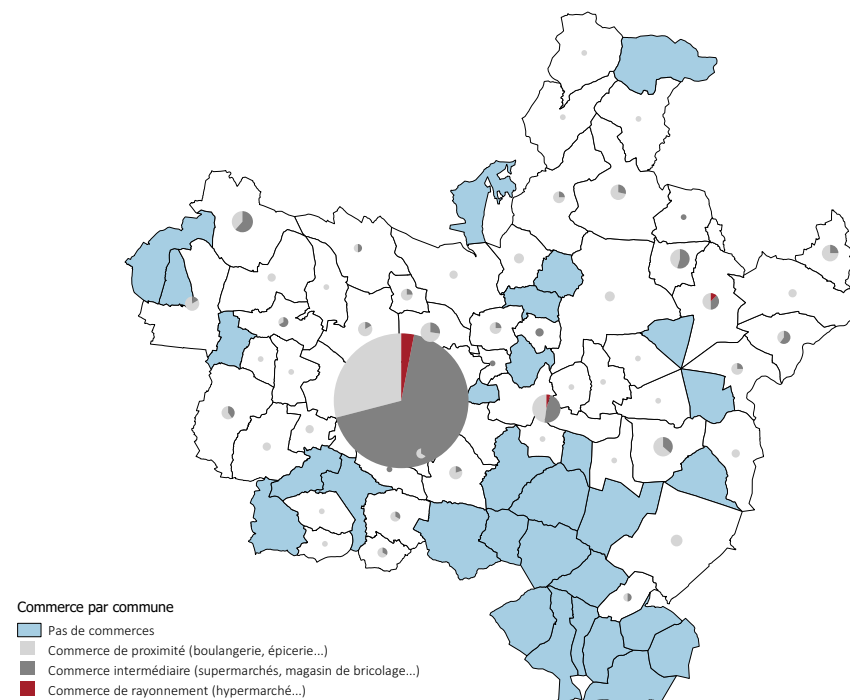 Commerce par commune
Pas de commerces
Commerce de proximité (boulangerie, épicerie...)
Commerce intermédiaire (supermarchés, magasin de bricolage...)
Commerce de rayonnement (hypermarché...)